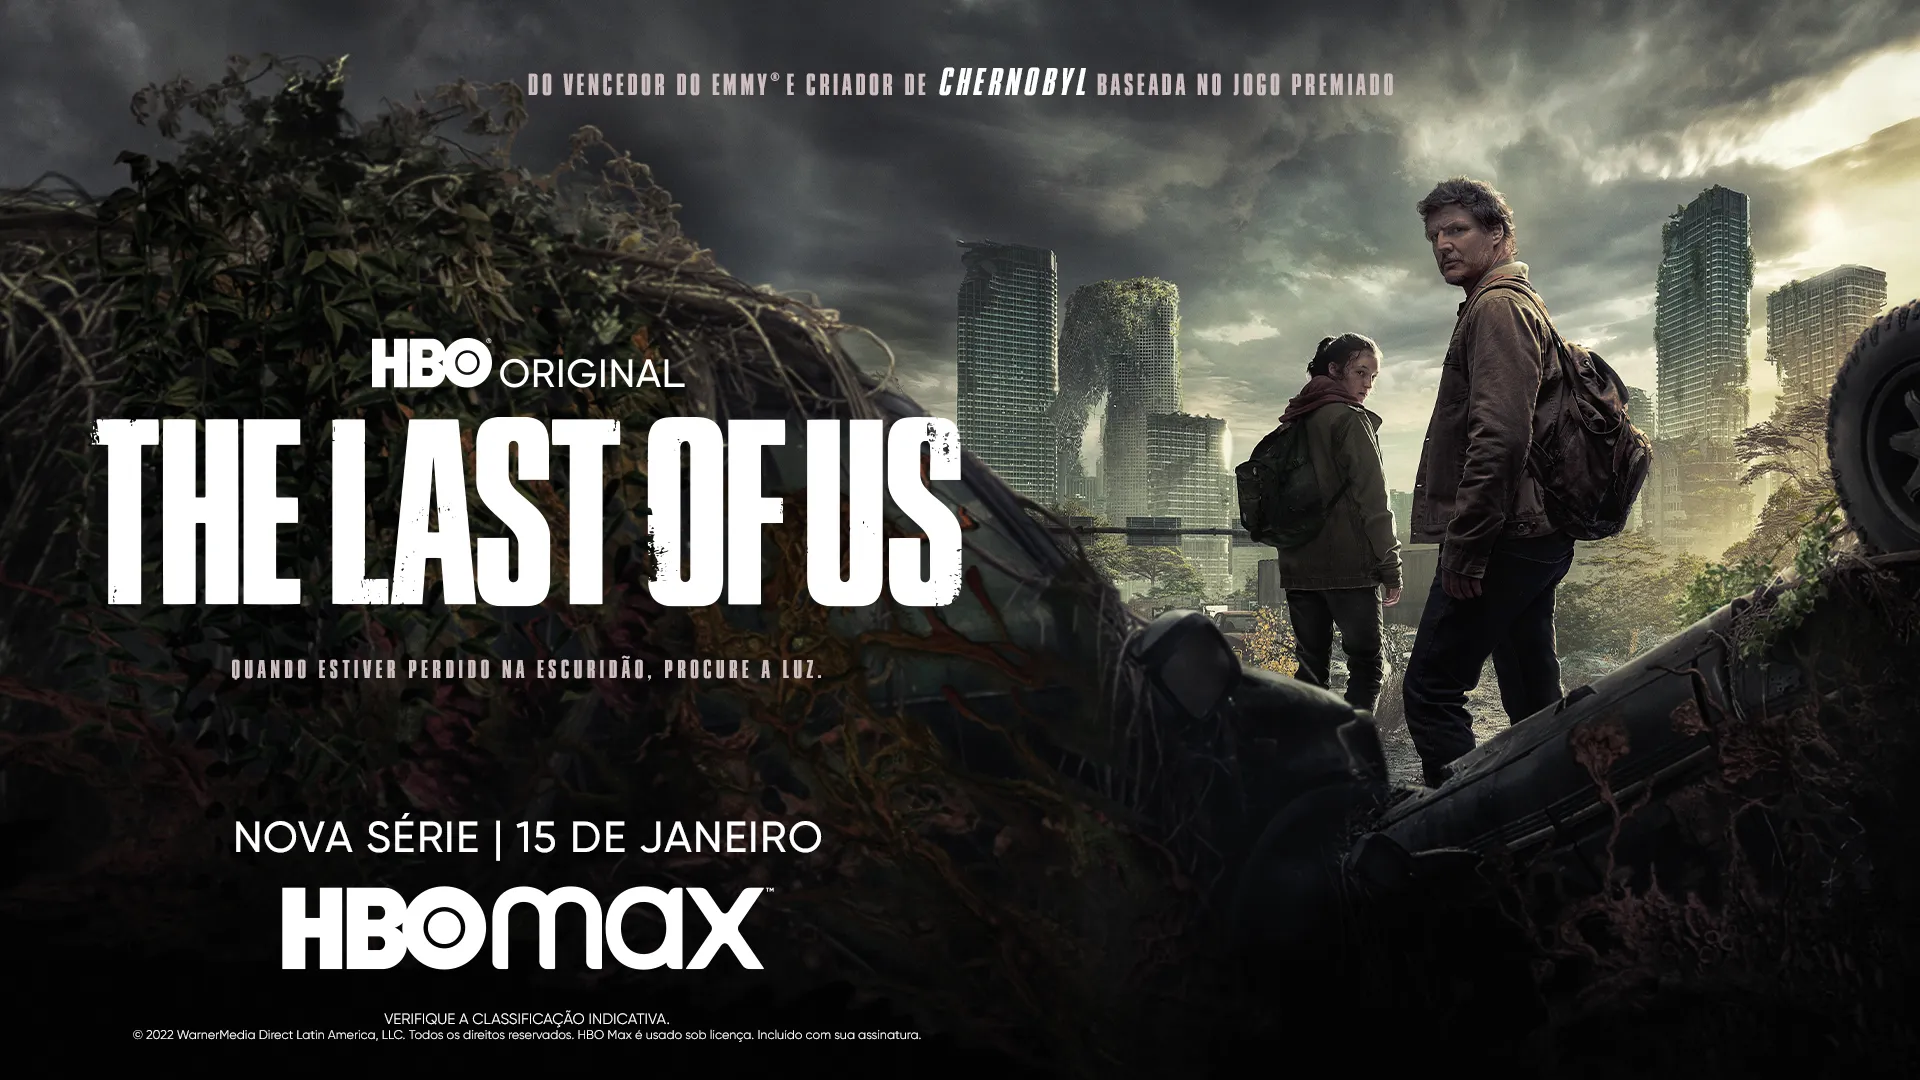 DO VENCEDOR DO EMMY® E CRIADOR DE CHERNOBYL BASEADA NO JOGO PREMIADO
HBO® ORIGINAL
THE LAST OF US
QUANDO ESTIVER PERDIDO NA ESCURIDÃO, PROCURE A LUZ.
NOVA SÉRIE | 15 DE JANEIRO
HBOmax™
VERIFIQUE A CLASSIFICAÇÃO INDICATIVA.
© 2022 WarnerMedia Direct Latin America, LLC. Todos os direitos reservados. HBO Max é usado sob licença. Incluído com sua assinatura.